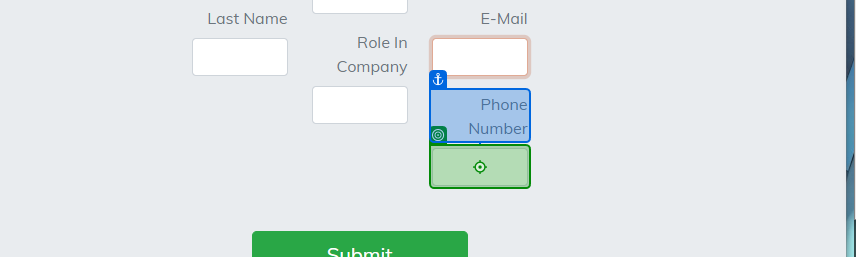 Last Name
E-Mail
Role In
Company
Phone
Number
Submit